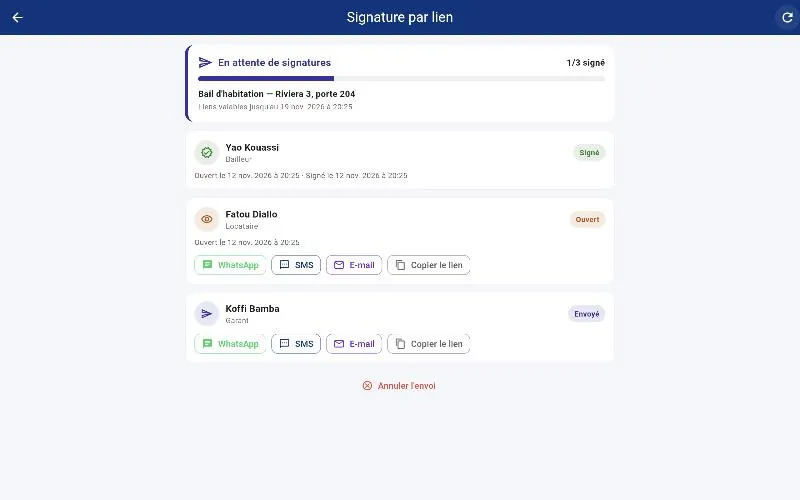 Signature par lien
En attente de signatures
1/3 signé
Bail d'habitation — Riviera 3, porte 204
Liens valables jusqu'au 19 nov. 2026 à 20:25
Yao Kouassi
Bailleur
Signé
Ouvert le 12 nov. 2026 à 20:25 · Signé le 12 nov. 2026 à 20:25
Fatou Diallo
Locataire
Ouvert
Ouvert le 12 nov. 2026 à 20:25
WhatsApp
SMS
E-mail
Copier le lien
Koffi Bamba
Garant
Envoyé
WhatsApp
SMS
E-mail
Copier le lien
Annuler l'envoi